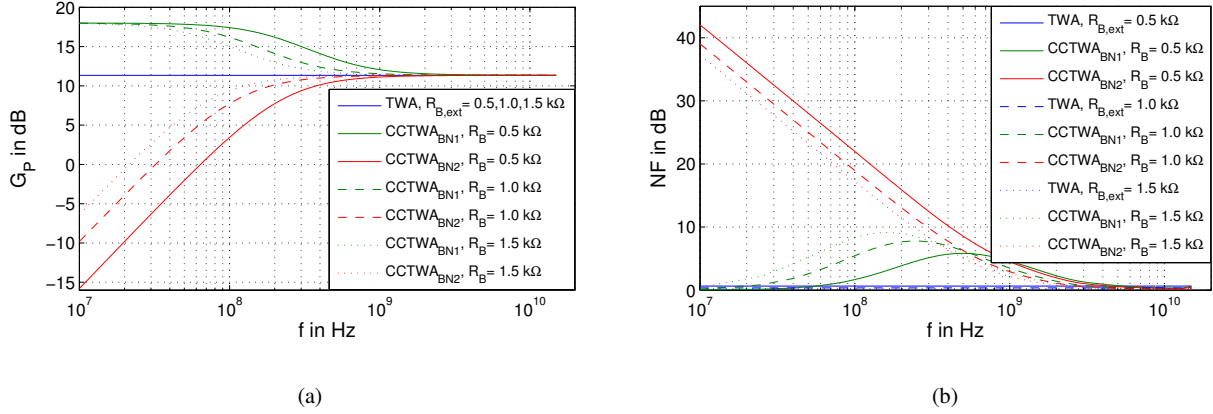 20
15
10
5
0
−5
−10
−15
G_P in dB
10^7
10^8
10^9
10^10
f in Hz
TWA, R_B,ext= 0.5,1.0,1.5 kΩ
CCTWA_BN1, R_B= 0.5 kΩ
CCTWA_BN2, R_B= 0.5 kΩ
CCTWA_BN1, R_B= 1.0 kΩ
CCTWA_BN2, R_B= 1.0 kΩ
CCTWA_BN1, R_B= 1.5 kΩ
CCTWA_BN2, R_B= 1.5 kΩ
(a)
40
30
20
10
0
NF in dB
10^7
10^8
10^9
10^10
f in Hz
TWA, R_B,ext= 0.5 kΩ
CCTWA_BN1, R_B= 0.5 kΩ
CCTWA_BN2, R_B= 0.5 kΩ
TWA, R_B,ext= 1.0 kΩ
CCTWA_BN1, R_B= 1.0 kΩ
CCTWA_BN2, R_B= 1.0 kΩ
TWA, R_B,ext= 1.5 kΩ
CCTWA_BN1, R_B= 1.5 kΩ
CCTWA_BN2, R_B= 1.5 kΩ
(b)